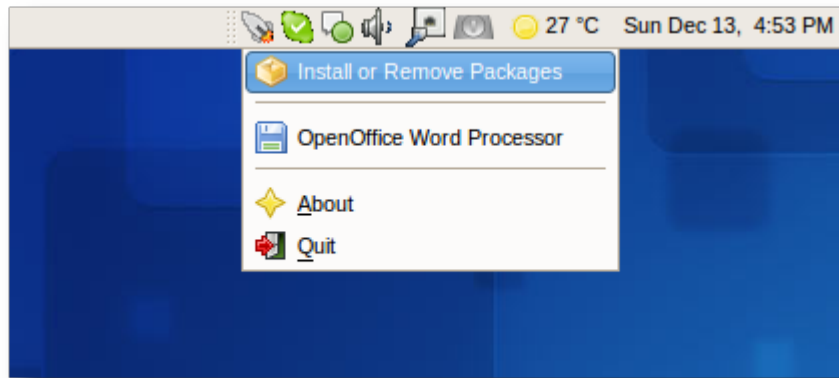 27 °C Sun Dec 13, 4:53 PM
Install or Remove Packages
OpenOffice Word Processor
About
Quit